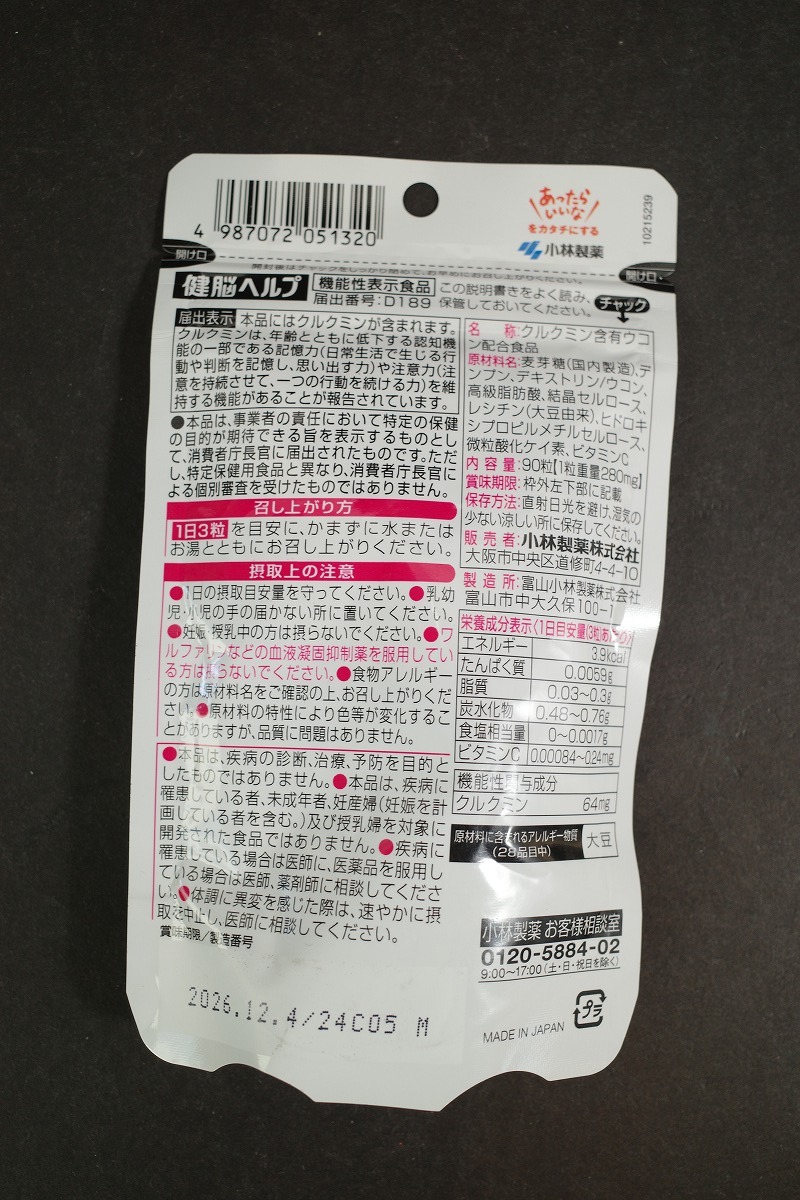 4 987072 051320
あったら
いいな
をカタチにする
小林製薬
10215239
開け口
開封後はチャックをしっかり閉めて、お早めにお召し上がりください。
開け口
健脳ヘルプ
機能性表示食品
届出番号:D189
この説明書きをよく読み、
保管しておいてください。
チャック
届出表示 本品にはクルクミンが含まれます。
クルクミンは、年齢とともに低下する認知機
能の一部である記憶力(日常生活で生じる行
動や判断を記憶し、思い出す力)や注意力(注
意を持続させて、一つの行動を続ける力)を維
持する機能があることが報告されています。
●本品は、事業者の責任において特定の保健
の目的が期待できる旨を表示するものとし
て、消費者庁長官に届出されたものです。ただ
し、特定保健用食品と異なり、消費者庁長官に
よる個別審査を受けたものではありません。
召し上がり方
1日3粒を目安に、かまずに水または
お湯とともにお召し上がりください。
摂取上の注意
●1日の摂取目安量を守ってください。●乳幼
児・小児の手の届かない所に置いてください。
●妊娠・授乳中の方は摂らないでください。●ワ
ルファリンなどの血液凝固抑制薬を服用してい
る方は摂らないでください。●食物アレルギー
の方は原材料名をご確認の上、お召し上がりくだ
さい。●原材料の特性により色等が変化するこ
とがありますが、品質に問題はありません。
●本品は、疾病の診断、治療、予防を目的と
したものではありません。●本品は、疾病に
罹患している者、未成年者、妊産婦(妊娠を計
画している者を含む。)及び授乳婦を対象に
開発された食品ではありません。●疾病に
罹患している場合は医師に、医薬品を服用し
ている場合は医師、薬剤師に相談してくださ
い。●体調に異変を感じた際は、速やかに摂
取を中止し、医師に相談してください。
賞味期限/製造番号
2026.12.4/24C05 M
名 称:クルクミン含有ウコ
ン配合食品
原材料名:麦芽糖(国内製造)、デ
ンプン、デキストリン/ウコン、
高級脂肪酸、結晶セルロース、
レシチン(大豆由来)、ヒドロキ
シプロピルメチルセルロース、
微粒酸化ケイ素、ビタミンC
内 容 量:90粒【1粒重量280mg】
賞味期限:枠外左下部に記載
保存方法:直射日光を避け、湿気の
少ない涼しい所に保存してください。
販 売 者:小林製薬株式会社
大阪市中央区道修町4-4-10
製 造 所:富山小林製薬株式会社
富山市中大久保100-1
栄養成分表示〈1日目安量(3粒)あたり〉
エネルギー 3.9kcal
たんぱく質 0.0059g
脂質 0.03〜0.3g
炭水化物 0.48〜0.76g
食塩相当量 0〜0.0017g
ビタミンC 0.00084〜0.24mg
機能性関与成分
クルクミン 64mg
原材料に含まれるアレルギー物質
(28品目中)
大豆
小林製薬 お客様相談室
0120-5884-02
9:00〜17:00(土・日・祝日を除く)
プラ
MADE IN JAPAN